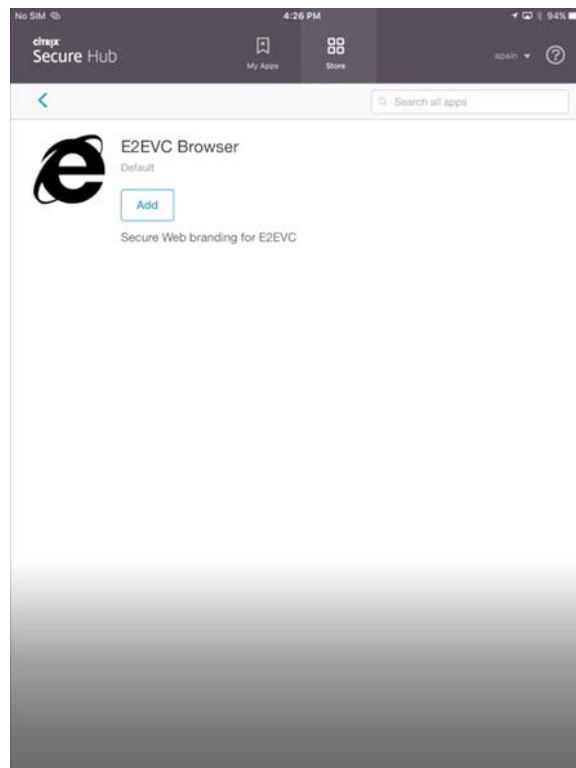 No SIM
4:26 PM
94%
citrix
Secure Hub
My Apps
Store
apain
Search all apps
E2EVC Browser
Default
Add
Secure Web branding for E2EVC